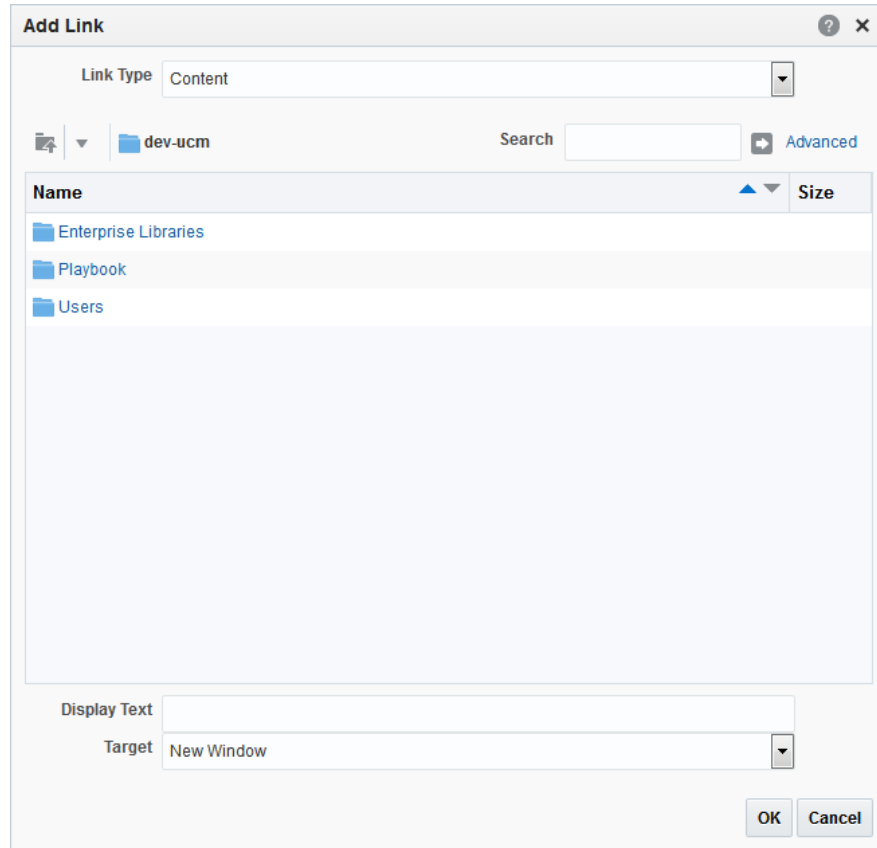 Add Link
Link Type Content
dev-ucm Search Advanced
Name Size
Enterprise Libraries
Playbook
Users
Display Text
Target New Window
OK Cancel